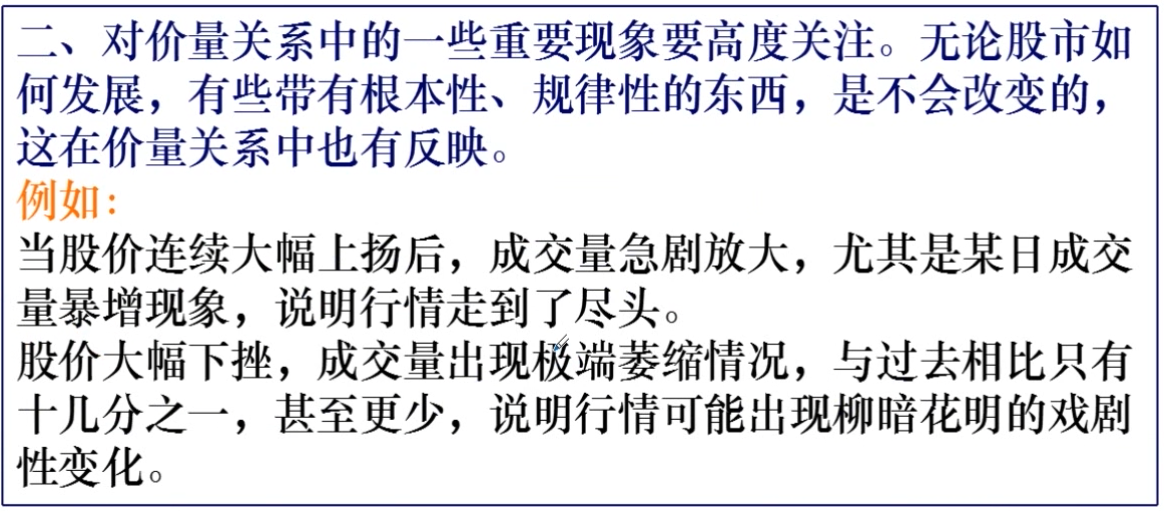 二、对价量关系中的一些重要现象要高度关注。无论股市如
何发展，有些带有根本性、规律性的东西，是不会改变的，
这在价量关系中也有反映。
例如：
当股价连续大幅上扬后，成交量急剧放大，尤其是某日成交
量暴增现象，说明行情走到了尽头。
股价大幅下挫，成交量出现极端萎缩情况，与过去相比只有
十几分之一，甚至更少，说明行情可能出现柳暗花明的戏剧
性变化。